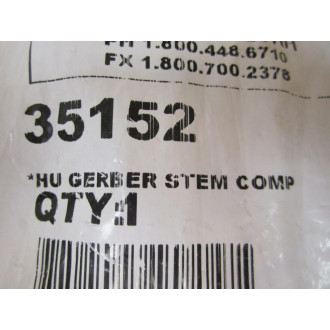 PH 1.800.448.6710
FX 1.800.700.2378
35152
*HU GERBER STEM COMP
QTY:1